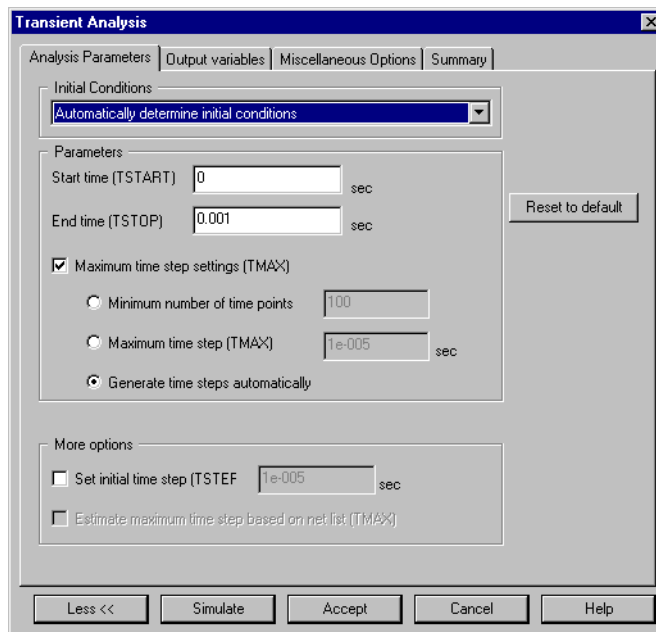 Transient Analysis
Analysis Parameters Output variables Miscellaneous Options Summary
Initial Conditions
Automatically determine initial conditions
Parameters
Start time (TSTART) 0 sec
End time (TSTOP) 0.001 sec
Reset to default
Maximum time step settings (TMAX)
Minimum number of time points 100
Maximum time step (TMAX) 1e-005 sec
Generate time steps automatically
More options
Set initial time step (TSTEF 1e-005 sec
Estimate maximum time step based on net list (TMAX)
Less << Simulate Accept Cancel Help